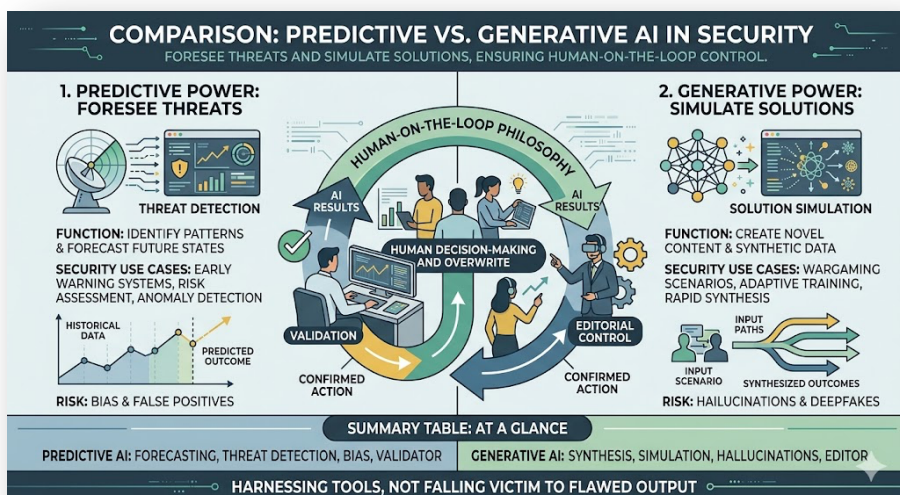 COMPARISON: PREDICTIVE VS. GENERATIVE AI IN SECURITY
FORESEE THREATS AND SIMULATE SOLUTIONS, ENSURING HUMAN-ON-THE-LOOP CONTROL.
1. PREDICTIVE POWER:
FORESEE THREATS
THREAT DETECTION
FUNCTION: IDENTIFY PATTERNS
& FORECAST FUTURE STATES
SECURITY USE CASES: EARLY
WARNING SYSTEMS, RISK
ASSESSMENT, ANOMALY DETECTION
HISTORICAL
DATA
PREDICTED
OUTCOME
RISK: BIAS & FALSE POSITIVES
HUMAN-ON-THE-LOOP PHILOSOPHY
AI
RESULTS
AI
RESULTS
HUMAN DECISION-MAKING
AND OVERWRITE
VALIDATION
EDITORIAL
CONTROL
CONFIRMED
ACTION
CONFIRMED
ACTION
2. GENERATIVE POWER:
SIMULATE SOLUTIONS
SOLUTION SIMULATION
FUNCTION: CREATE NOVEL
CONTENT & SYNTHETIC DATA
SECURITY USE CASES: WARGAMING
SCENARIOS, ADAPTIVE TRAINING,
RAPID SYNTHESIS
INPUT
PATHS
INPUT
SCENARIO
SYNTHESIZED OUTCOMES
RISK: HAILUCINATIONS & DEEPFAKES
SUMMARY TABLE: AT A GLANCE
PREDICTIVE AI: FORECASTING, THREAT DETECTION, BIAS, VALIDATOR
GENERATIVE AI: SYNTHESIS, SIMULATION, HALLUCINATIONS, EDITOR
HARNESSING TOOLS, NOT FALLING VICTIM TO FLAWED OUTPUT